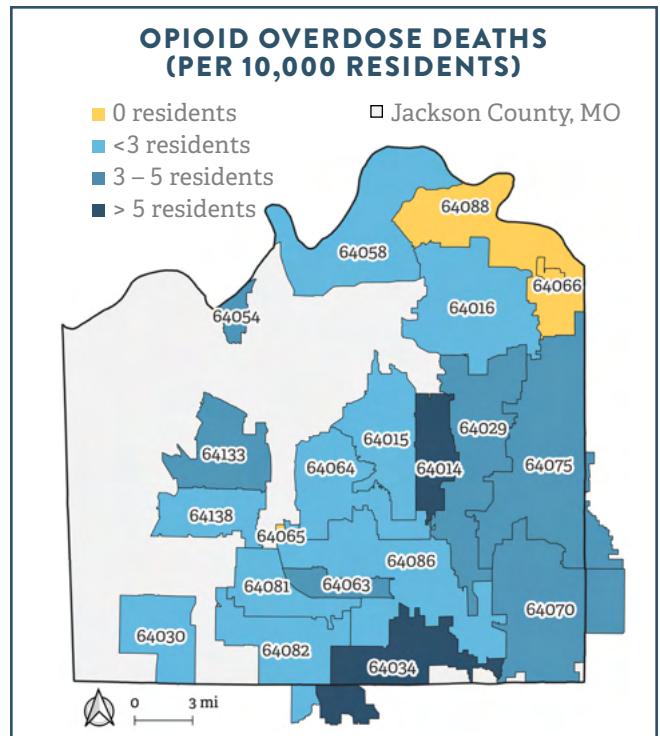 OPIOID OVERDOSE DEATHS
(PER 10,000 RESIDENTS)
0 residents
Jackson County, MO
<3 residents
3 – 5 residents
> 5 residents
64088
64058
64066
64016
64054
64029
64015
64133
64064
64014
64075
64138
64065
64086
64081
64063
64070
64030
64082
64034
0 3 mi